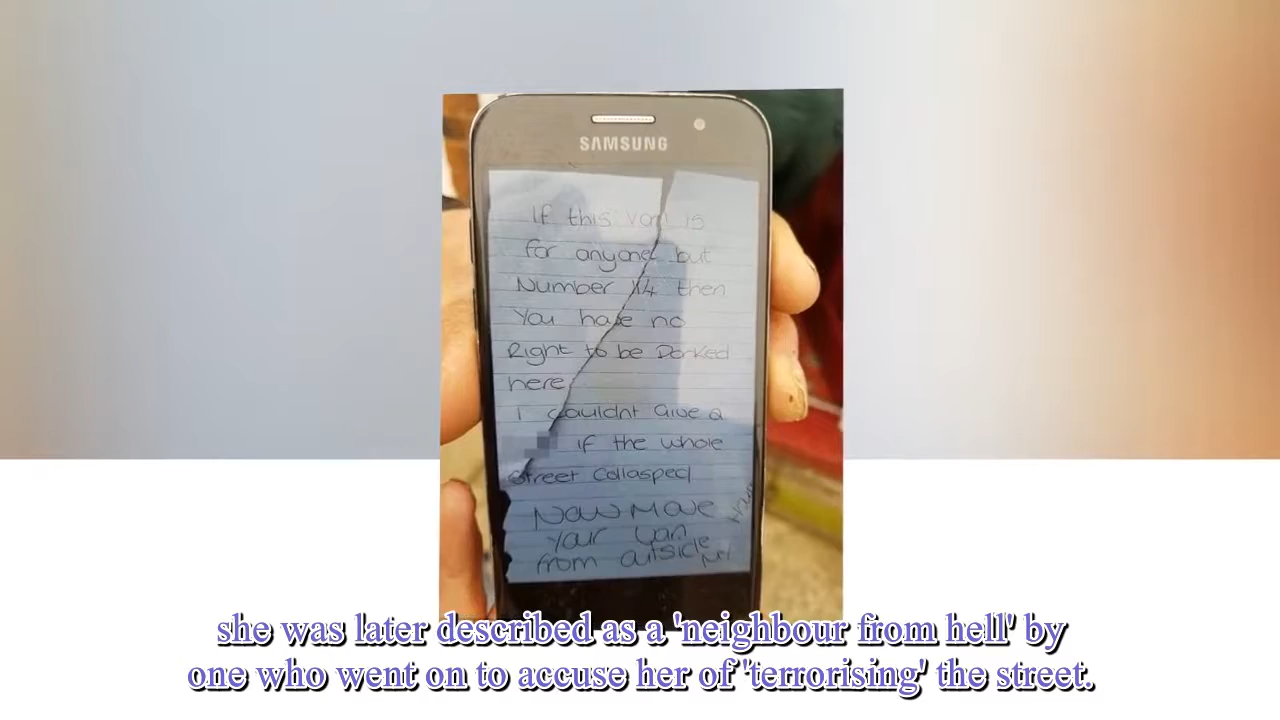 SAMSUNG
If this van is
for anyone but
Number 14 then
You have no
Right to be Parked
here
I couldnt Give a
if the whole
street Collasped
Now Move
your van
from outside
she was later described as a 'neighbour from hell' by
one who went on to accuse her of 'terrorising' the street.